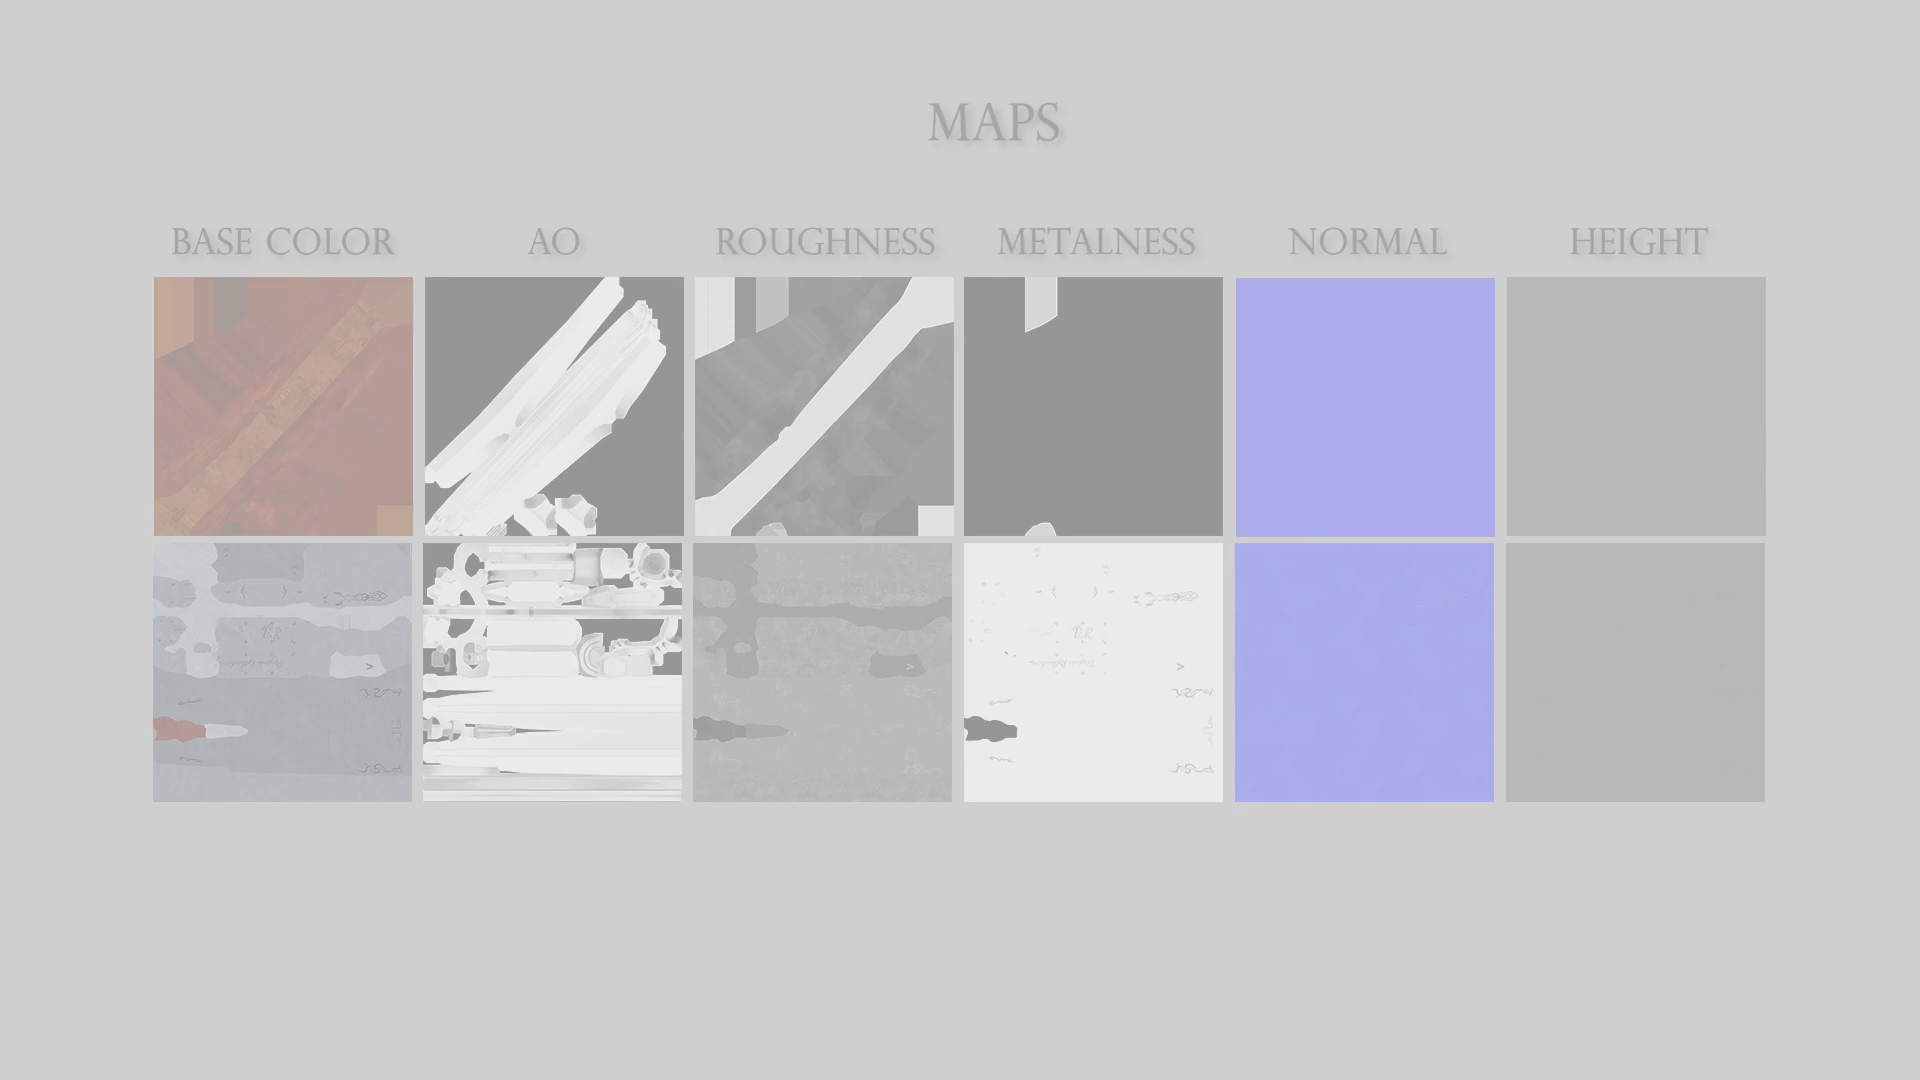 MAPS
BASE COLOR
AO
ROUGHNESS
METALNESS
NORMAL
HEIGHT